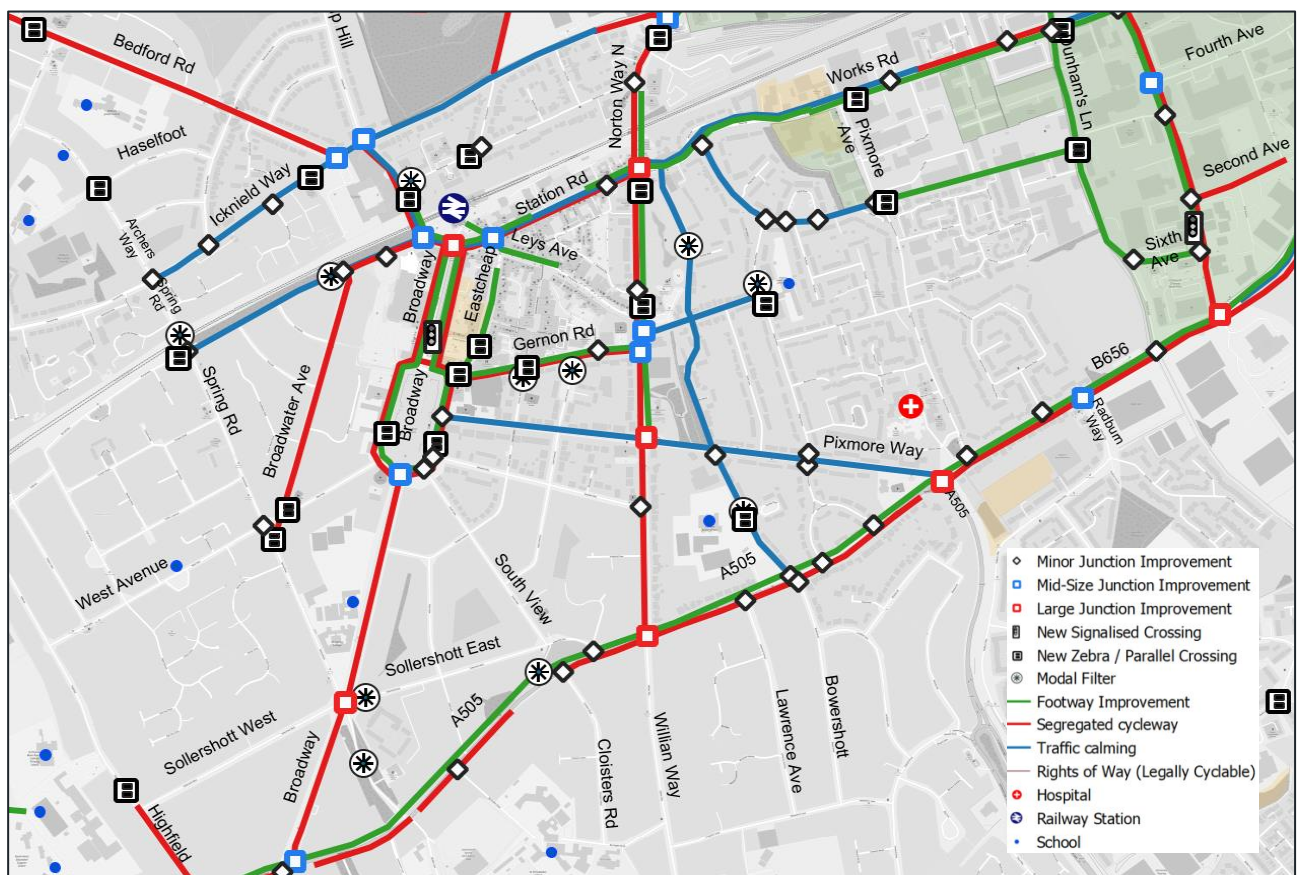 Bedford Rd
p Hill
Norton Way N
Works Rd
Dunham's Ln
Fourth Ave
Haselfoot
Pixmore
Ave
Second Ave
Icknield Way
Station Rd
Archers
Way
Leys Ave
Sixth
Ave
Spring
Rd
Broadway
Eastcheap
Gernon Rd
B656
Spring Rd
Broadwater Ave
Broadway
Radburn
Way
Pixmore Way
A505
West Avenue
South View
A505
Sollershott East
A505
Sollershott West
Broadway
Cloisters Rd
Willian Way
Lawrence Ave
Bowershott
Highfield
Minor Junction Improvement
Mid-Size Junction Improvement
Large Junction Improvement
New Signalised Crossing
New Zebra / Parallel Crossing
Modal Filter
Footway Improvement
Segregated cycleway
Traffic calming
Rights of Way (Legally Cyclable)
Hospital
Railway Station
School